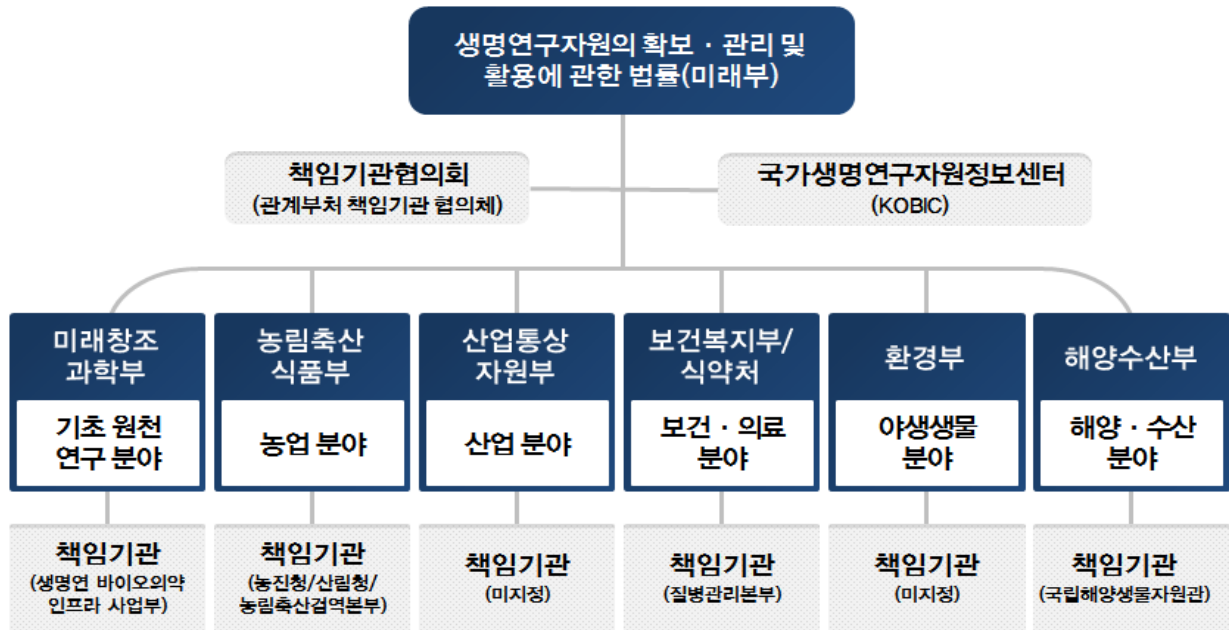 생명연구자원의 확보 · 관리 및
활용에 관한 법률(미래부)
책임기관협의회
(관계부처 책임기관 협의체)
국가생명연구자원정보센터
(KOBIC)
미래창조
과학부
기초 원천
연구 분야
책임기관
(생명연 바이오의약
인프라 사업부)
농림축산
식품부
농업 분야
책임기관
(농진청/산림청/
농림축산검역본부)
산업통상
자원부
산업 분야
책임기관
(미지정)
보건복지부/
식약처
보건 · 의료
분야
책임기관
(질병관리본부)
환경부
야생생물
분야
책임기관
(미지정)
해양수산부
해양 · 수산
분야
책임기관
(국립해양생물자원관)